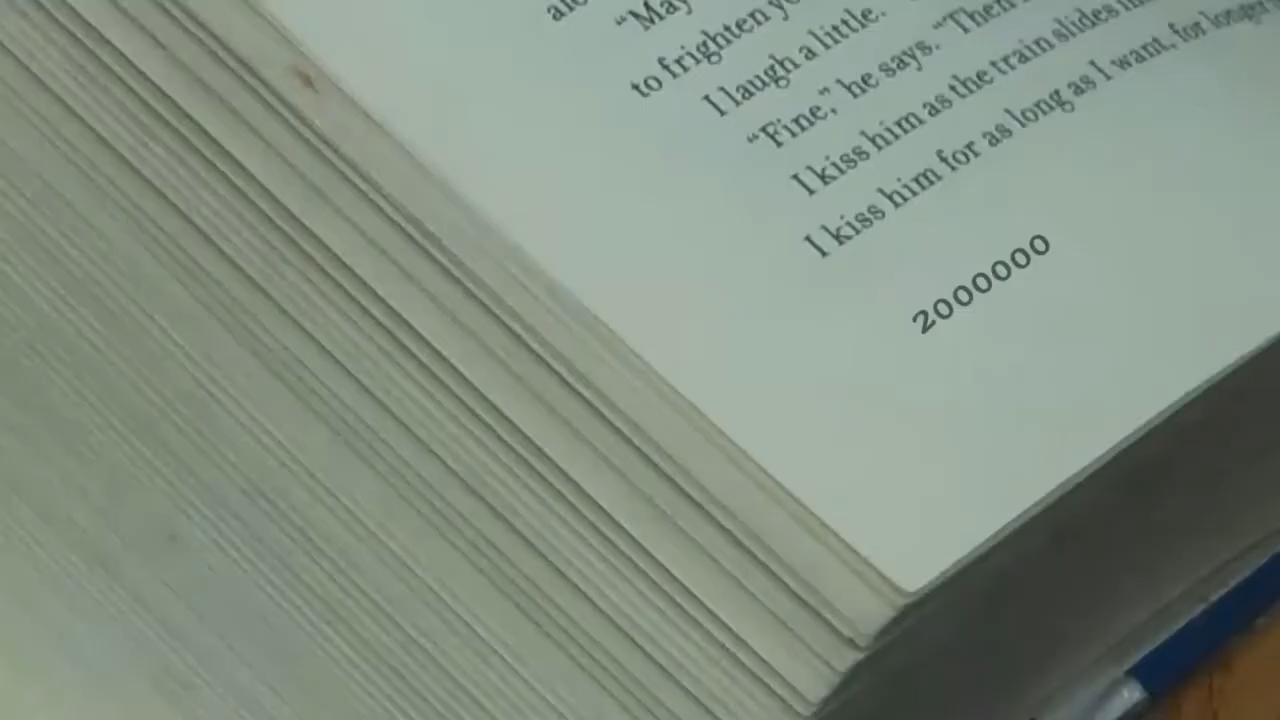 "May
to frighten
I laugh a little.
"Fine," he says. "Then
I kiss him as the train slides
I kiss him for as long as I want, for longer
2000000